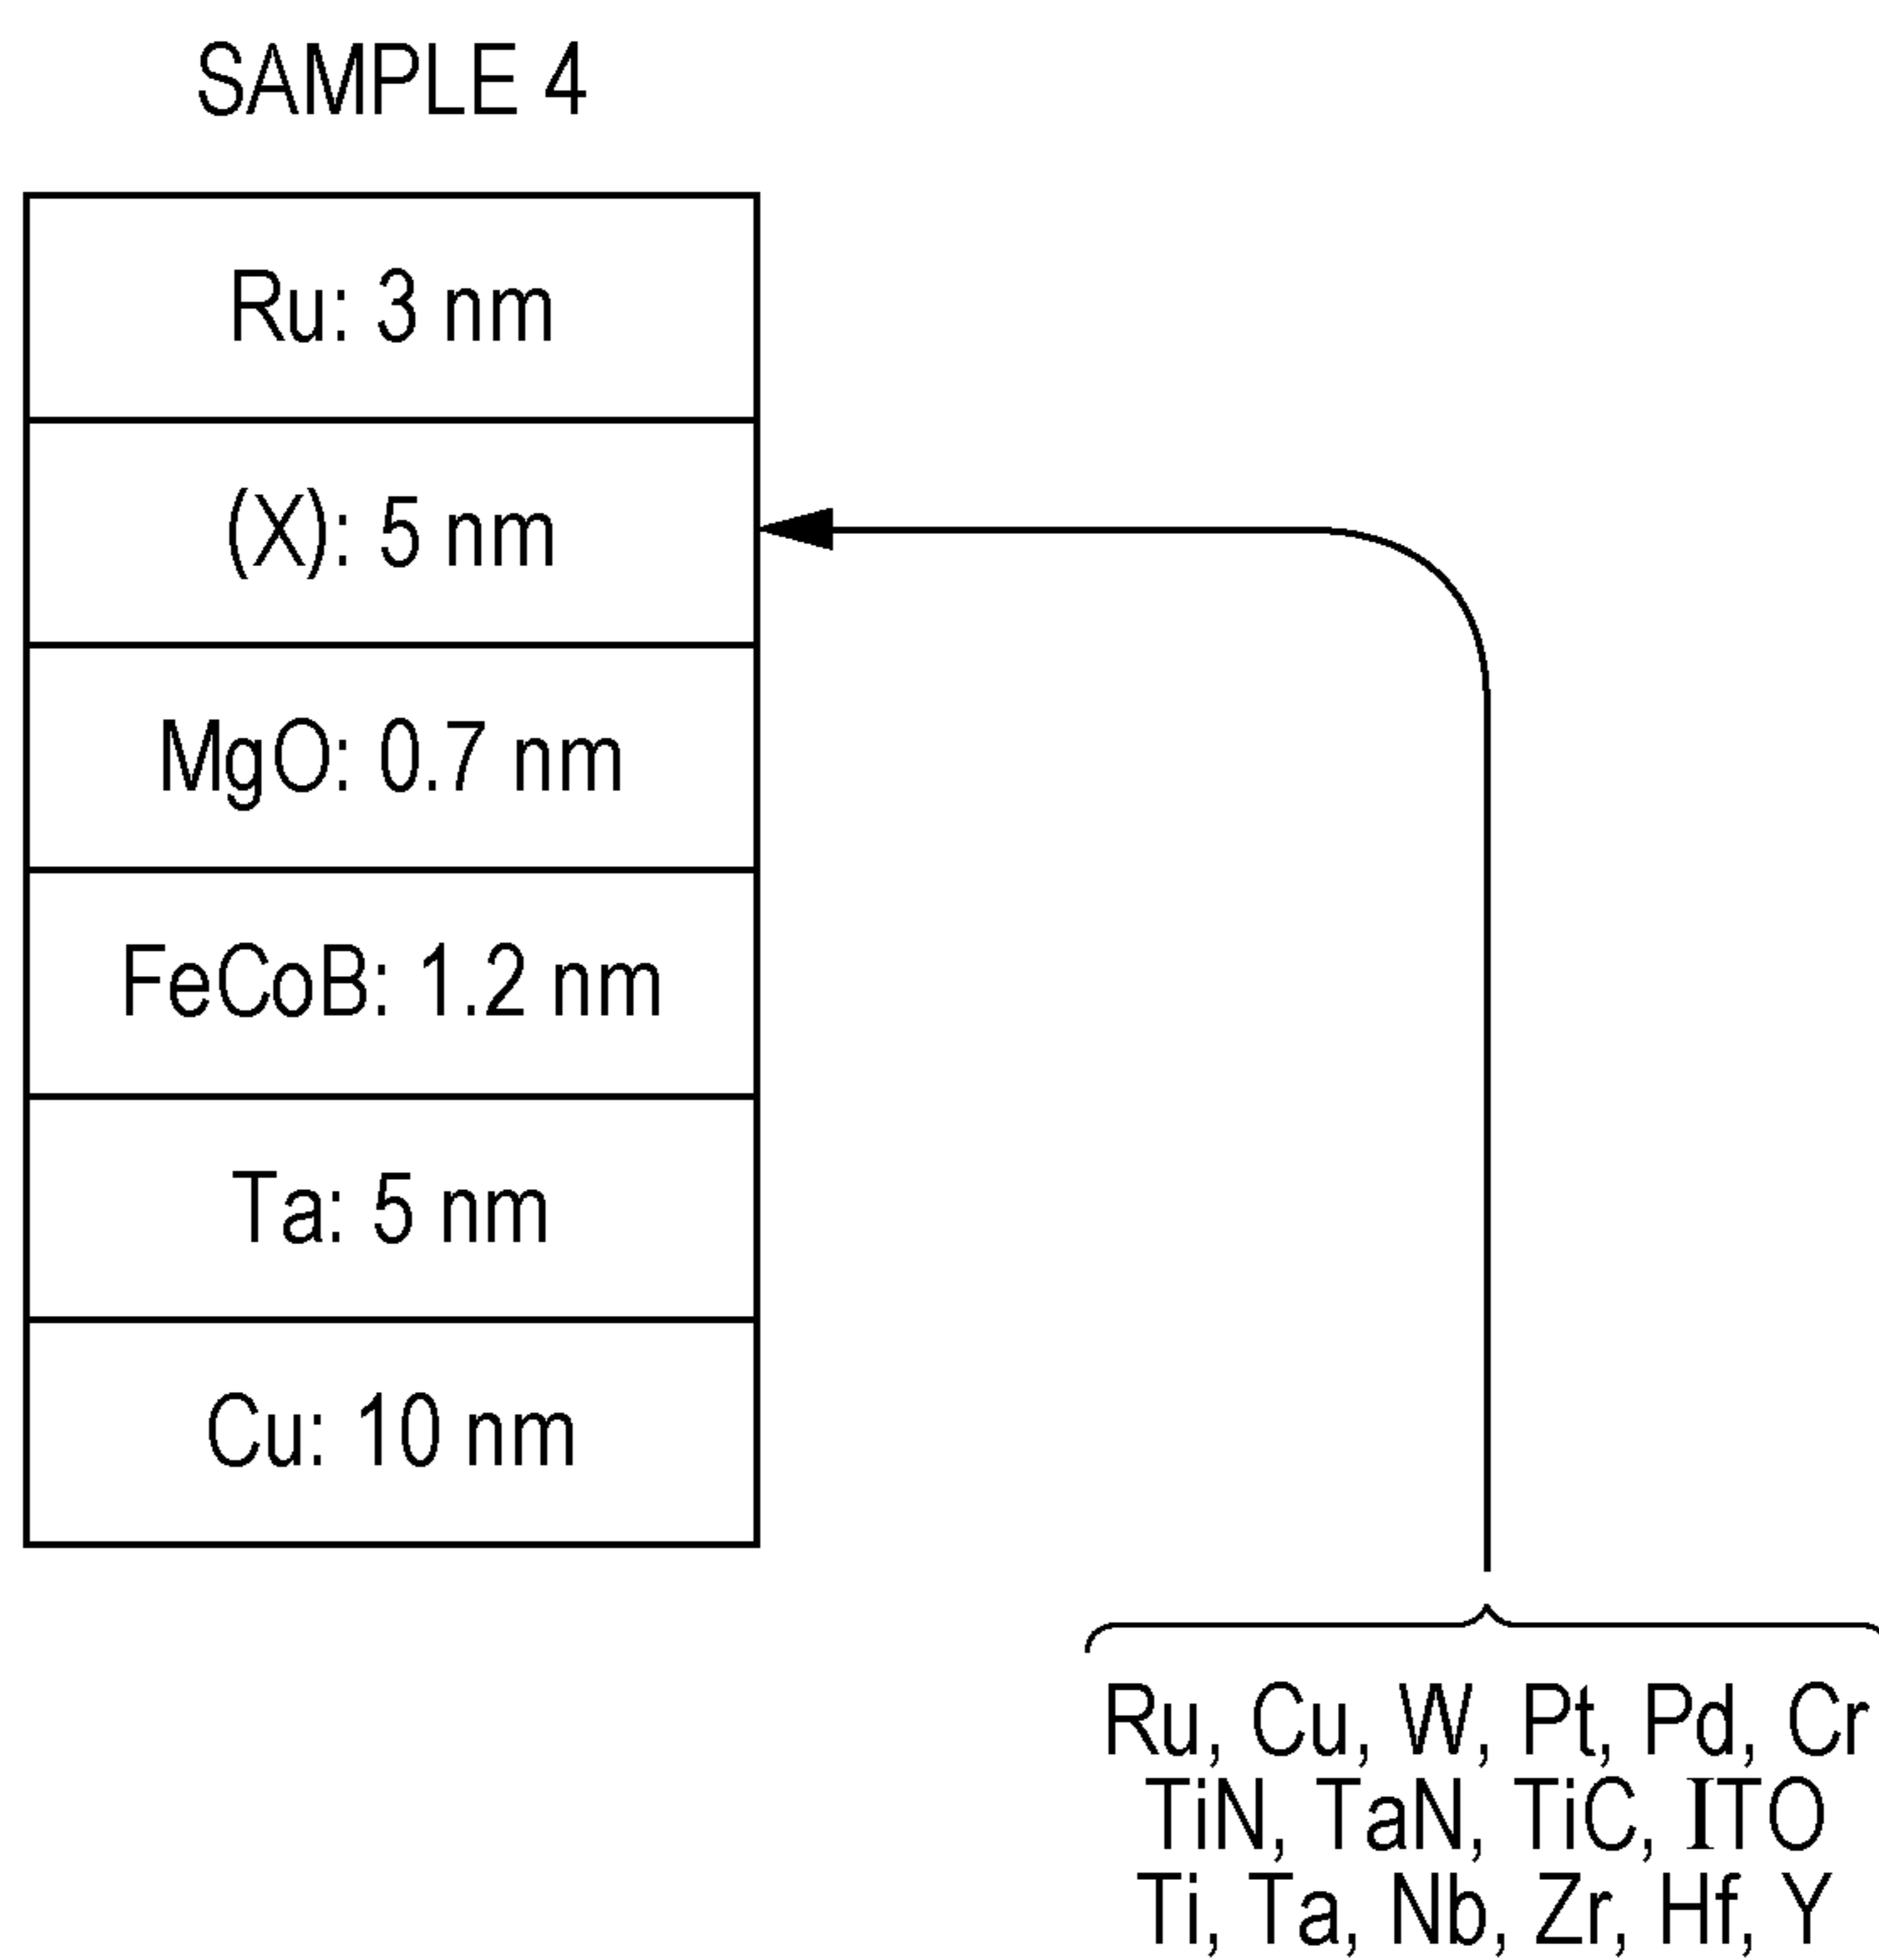 SAMPLE 4
Ru: 3 nm
(X): 5 nm
MgO: 0.7 nm
FeCoB: 1.2 nm
Ta: 5 nm
Cu: 10 nm
Ru, Cu, W, Pt, Pd, Cr
TiN, TaN, TiC, ITO
Ti, Ta, Nb, Zr, Hf, Y